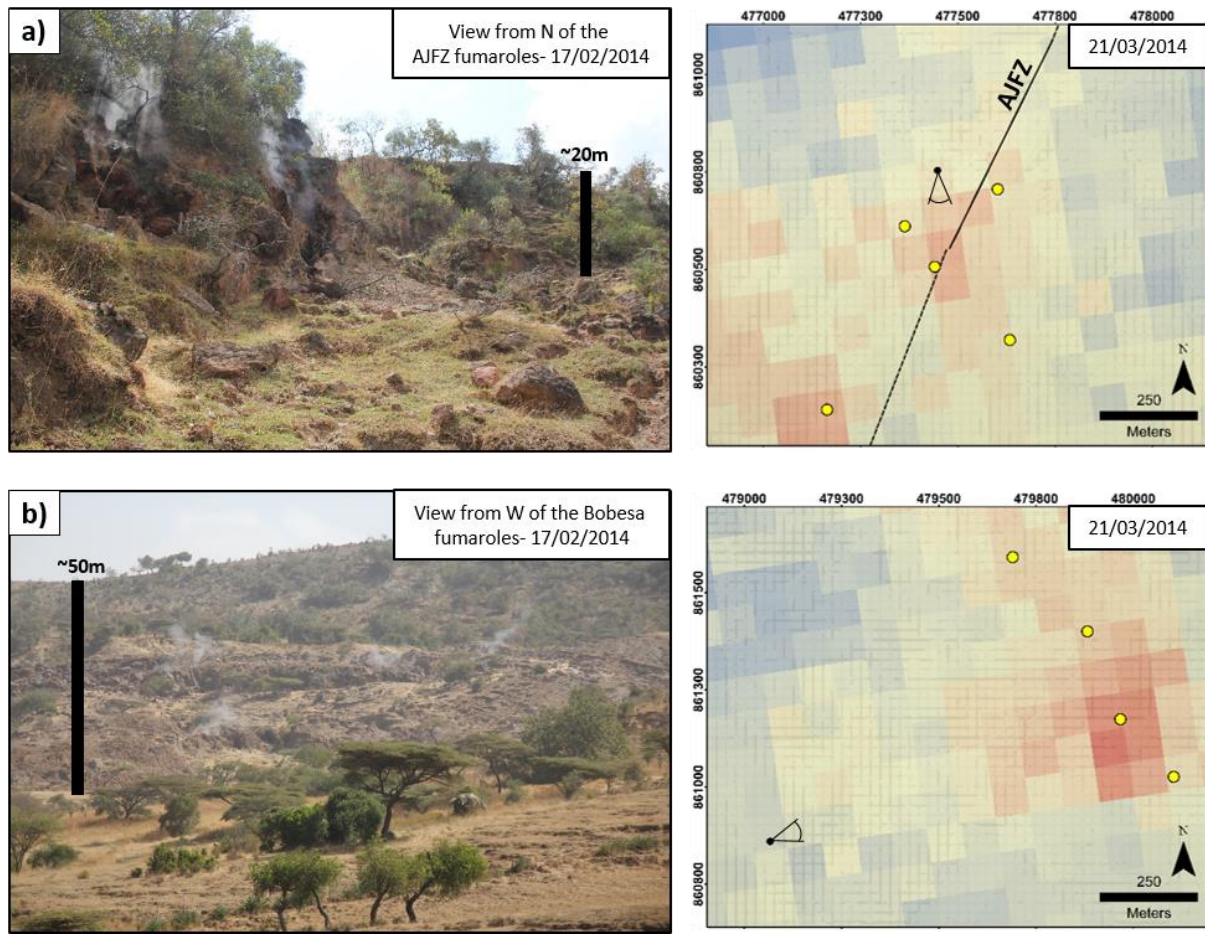 a)
View from N of the
AJFZ fumaroles- 17/02/2014
~20m
477000 477300 477500 477800 478000
21/03/2014
861000
860800
860500
860300
AJFZ
N
250
Meters
b)
View from W of the Bobesa
fumaroles- 17/02/2014
~50m
479000 479300 479500 479800 480000
21/03/2014
861500
861300
861000
860800
N
250
Meters